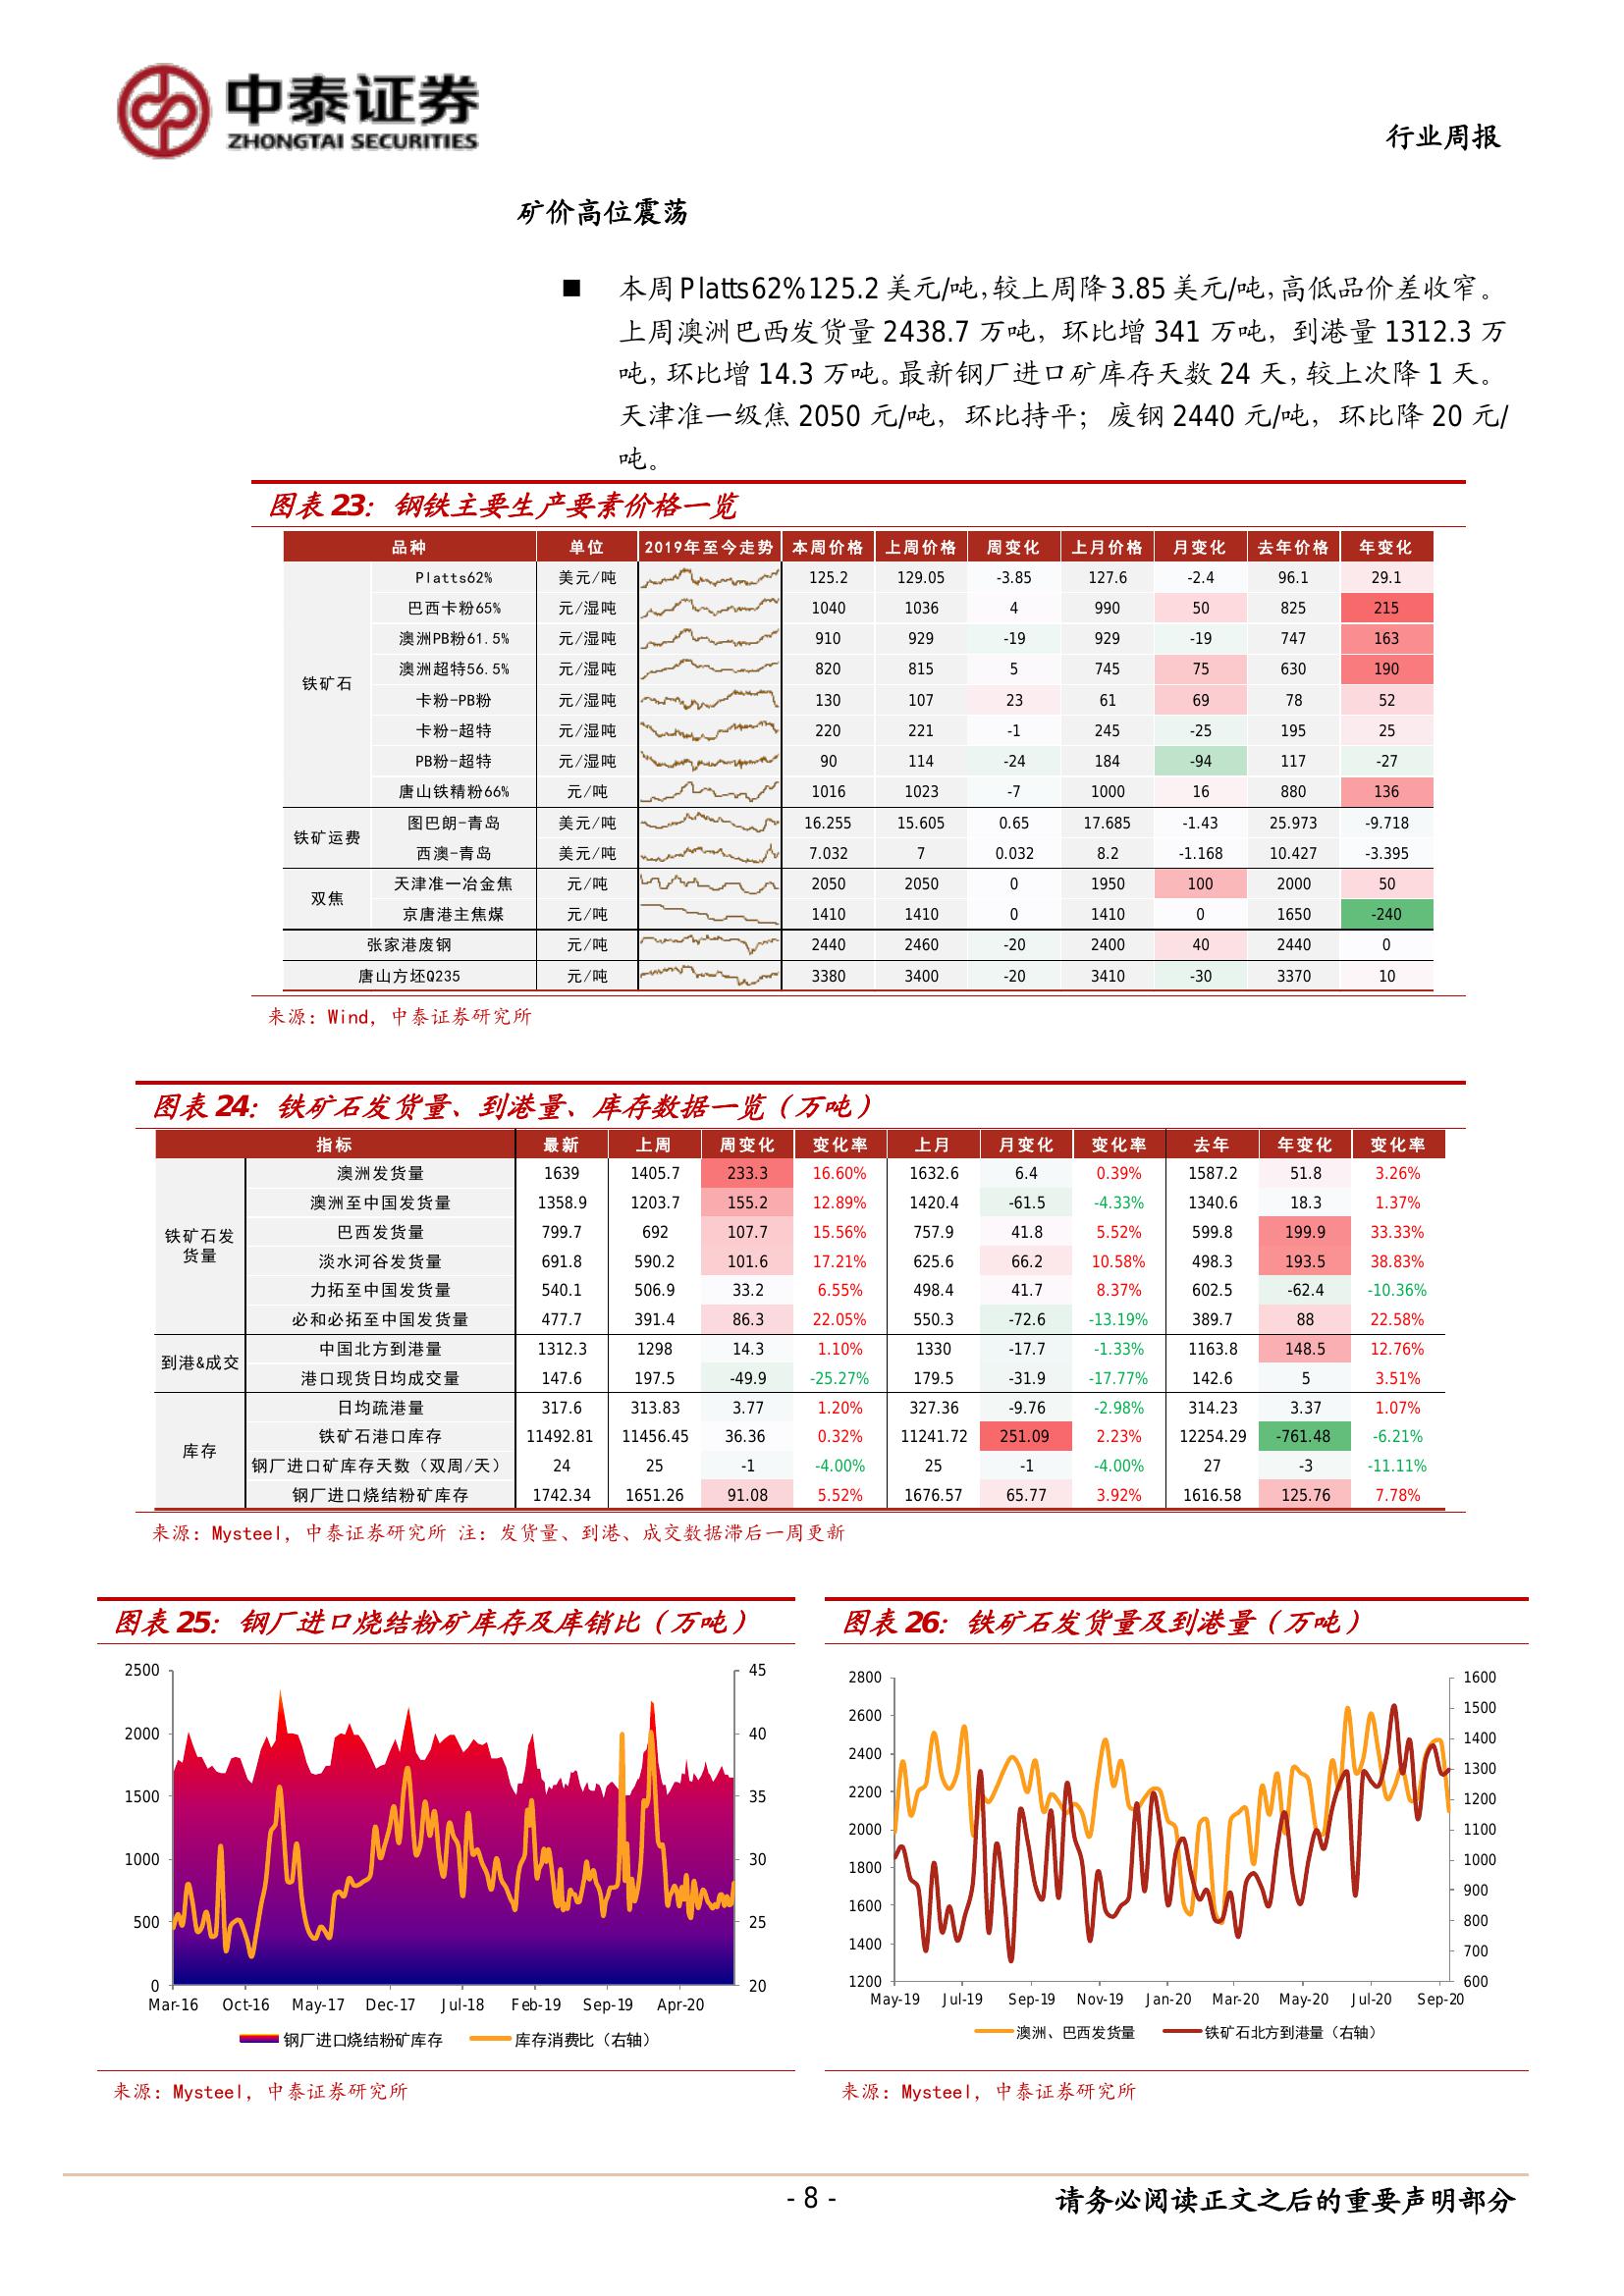 中泰证券
ZHONGTAI SECURITIES
行业周报
矿价高位震荡
■ 本周 Platts62%125.2 美元/吨，较上周降 3.85 美元/吨，高低品价差收窄。
上周澳洲巴西发货量 2438.7 万吨，环比增 341 万吨，到港量 1312.3 万
吨，环比增 14.3 万吨。最新钢厂进口矿库存天数 24 天，较上次降 1 天。
天津准一级焦 2050 元/吨，环比持平；废钢 2440 元/吨，环比降 20 元/
吨。
图表 23：钢铁主要生产要素价格一览
品种 单位 2019年至今走势 本周价格 上周价格 周变化 上月价格 月变化 去年价格 年变化
铁矿石
Platts62% 美元/吨 125.2 129.05 -3.85 127.6 -2.4 96.1 29.1
巴西卡粉65% 元/湿吨 1040 1036 4 990 50 825 215
澳洲PB粉61.5% 元/湿吨 910 929 -19 929 -19 747 163
澳洲超特56.5% 元/湿吨 820 815 5 745 75 630 190
卡粉-PB粉 元/湿吨 130 107 23 61 69 78 52
卡粉-超特 元/湿吨 220 221 -1 245 -25 195 25
PB粉-超特 元/湿吨 90 114 -24 184 -94 117 -27
唐山铁精粉66% 元/吨 1016 1023 -7 1000 16 880 136
铁矿运费
图巴朗-青岛 美元/吨 16.255 15.605 0.65 17.685 -1.43 25.973 -9.718
西澳-青岛 美元/吨 7.032 7 0.032 8.2 -1.168 10.427 -3.395
双焦
天津准一冶金焦 元/吨 2050 2050 0 1950 100 2000 50
京唐港主焦煤 元/吨 1410 1410 0 1410 0 1650 -240
张家港废钢 元/吨 2440 2460 -20 2400 40 2440 0
唐山方坯Q235 元/吨 3380 3400 -20 3410 -30 3370 10
来源：Wind，中泰证券研究所
图表 24：铁矿石发货量、到港量、库存数据一览（万吨）
指标 最新 上周 周变化 变化率 上月 月变化 变化率 去年 年变化 变化率
铁矿石发
货量
澳洲发货量 1639 1405.7 233.3 16.60% 1632.6 6.4 0.39% 1587.2 51.8 3.26%
澳洲至中国发货量 1358.9 1203.7 155.2 12.89% 1420.4 -61.5 -4.33% 1340.6 18.3 1.37%
巴西发货量 799.7 692 107.7 15.56% 757.9 41.8 5.52% 599.8 199.9 33.33%
淡水河谷发货量 691.8 590.2 101.6 17.21% 625.6 66.2 10.58% 498.3 193.5 38.83%
力拓至中国发货量 540.1 506.9 33.2 6.55% 498.4 41.7 8.37% 602.5 -62.4 -10.36%
必和必拓至中国发货量 477.7 391.4 86.3 22.05% 550.3 -72.6 -13.19% 389.7 88 22.58%
到港&成交
中国北方到港量 1312.3 1298 14.3 1.10% 1330 -17.7 -1.33% 1163.8 148.5 12.76%
港口现货日均成交量 147.6 197.5 -49.9 -25.27% 179.5 -31.9 -17.77% 142.6 5 3.51%
库存
日均疏港量 317.6 313.83 3.77 1.20% 327.36 -9.76 -2.98% 314.23 3.37 1.07%
铁矿石港口库存 11492.81 11456.45 36.36 0.32% 11241.72 251.09 2.23% 12254.29 -761.48 -6.21%
钢厂进口矿库存天数（双周/天） 24 25 -1 -4.00% 25 -1 -4.00% 27 -3 -11.11%
钢厂进口烧结粉矿库存 1742.34 1651.26 91.08 5.52% 1676.57 65.77 3.92% 1616.58 125.76 7.78%
来源：Mysteel，中泰证券研究所 注：发货量、到港、成交数据滞后一周更新
图表 25：钢厂进口烧结粉矿库存及库销比（万吨）
2500 45
2000 40
1500 35
1000 30
500 25
0 20
Mar-16 Oct-16 May-17 Dec-17 Jul-18 Feb-19 Sep-19 Apr-20
钢厂进口烧结粉矿库存 库存消费比（右轴）
来源：Mysteel，中泰证券研究所
图表 26：铁矿石发货量及到港量（万吨）
2800 1600
2600 1500
2400 1400
2200 1300
2000 1200
1800 1100
1600 1000
1400 900
1200 800
700
600
May-19 Jul-19 Sep-19 Nov-19 Jan-20 Mar-20 May-20 Jul-20 Sep-20
澳洲、巴西发货量 铁矿石北方到港量（右轴）
来源：Mysteel，中泰证券研究所
- 8 -
请务必阅读正文之后的重要声明部分